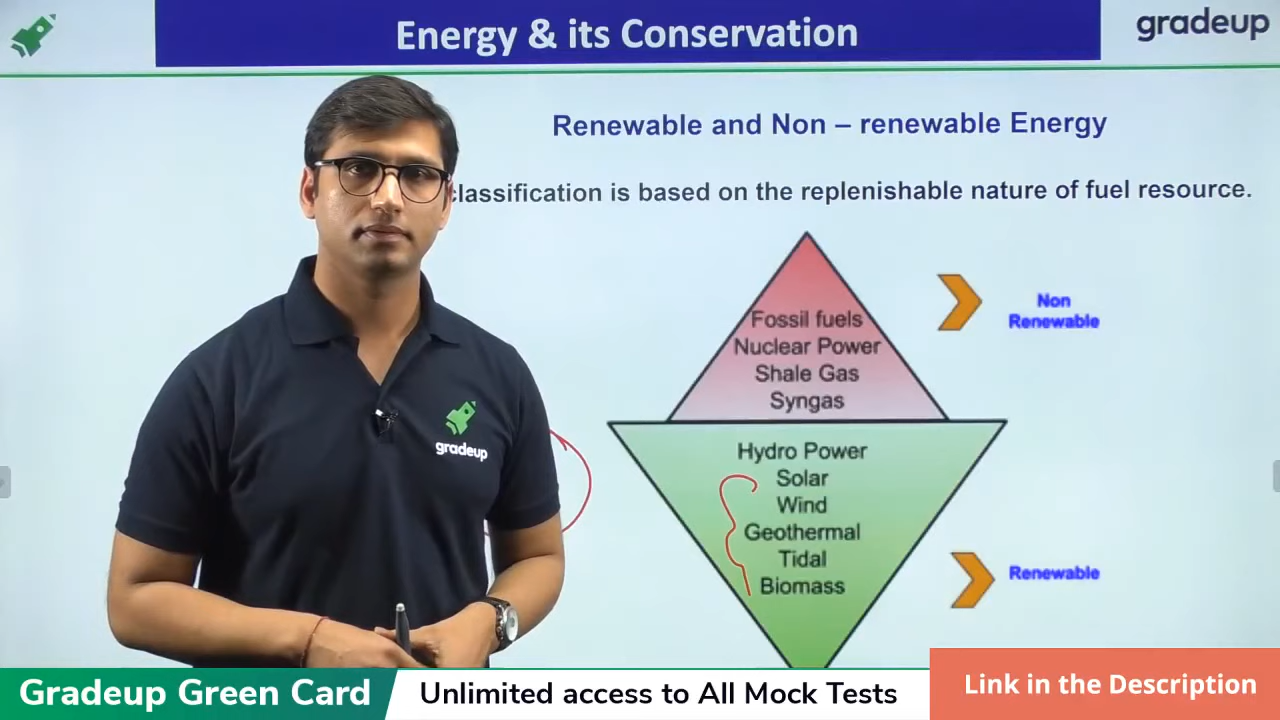 Energy & its Conservation
gradeup
Renewable and Non – renewable Energy
classification is based on the replenishable nature of fuel resource.
Fossil fuels
Nuclear Power
Shale Gas
Syngas
Non
Renewable
Hydro Power
Solar
Wind
Geothermal
Tidal
Biomass
Renewable
gradeup
Gradeup Green Card
Unlimited access to All Mock Tests
Link in the Description